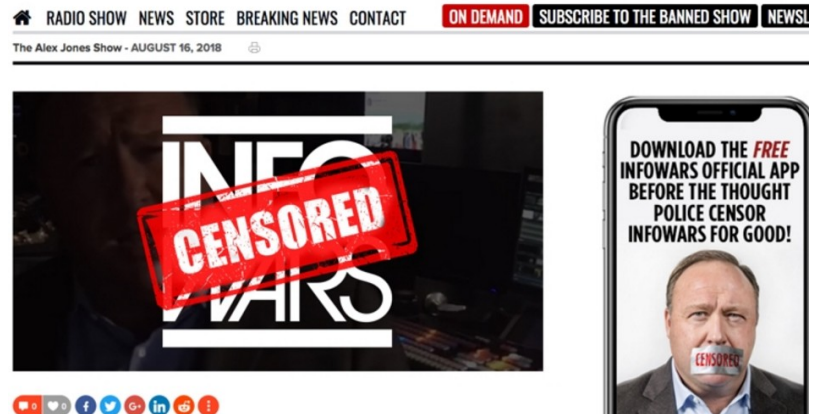 RADIO SHOW NEWS STORE BREAKING NEWS CONTACT ON DEMAND SUBSCRIBE TO THE BANNED SHOW NEWSL
The Alex Jones Show - AUGUST 16, 2018
INFO
CENSORED
WARS
DOWNLOAD THE FREE
INFOWARS OFFICIAL APP
BEFORE THE THOUGHT
POLICE CENSOR
INFOWARS FOR GOOD!
CENSORED
0 0